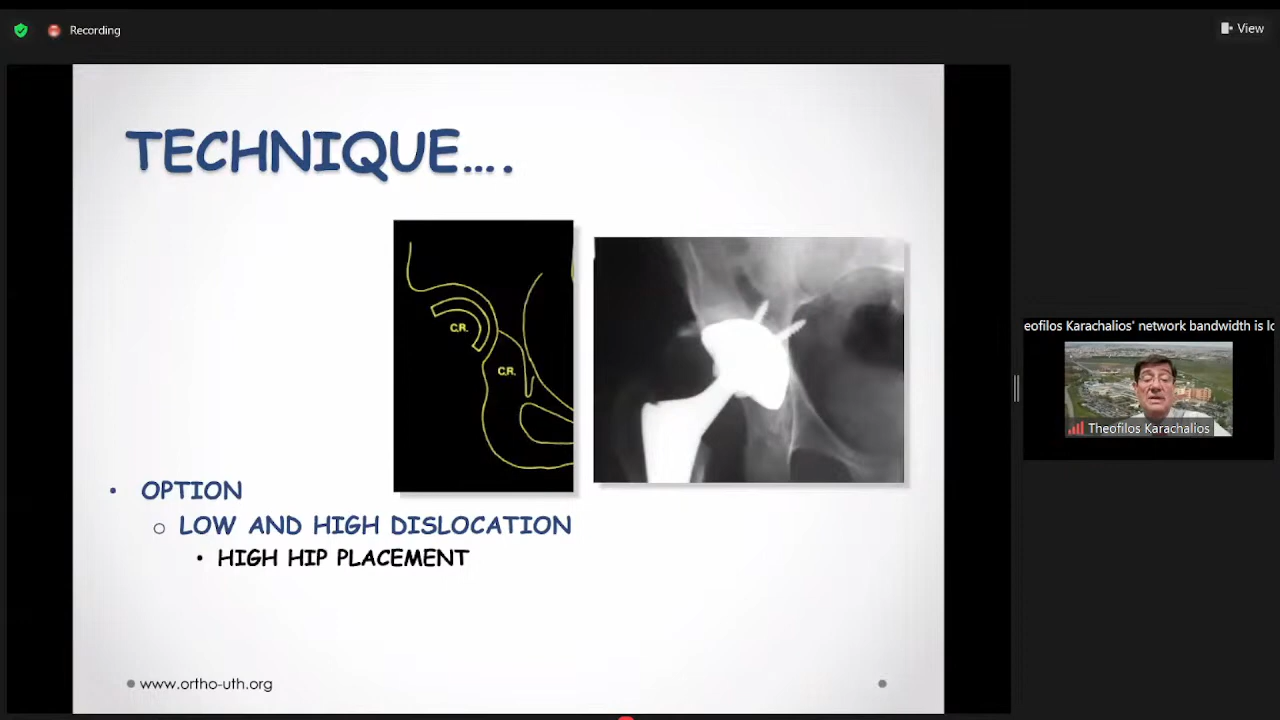 Recording
View
TECHNIQUE….
C.R.
C.R.
eofilos Karachalios' network bandwidth is lo
Theofilos Karachalios
• OPTION
○ LOW AND HIGH DISLOCATION
• HIGH HIP PLACEMENT
www.ortho-uth.org